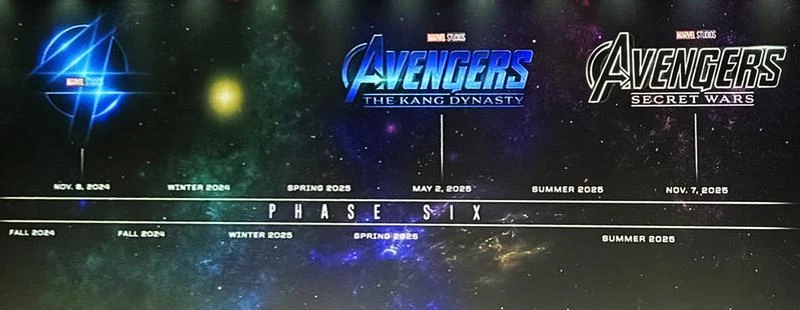 MARVEL STUDIOS
4
MARVEL STUDIOS
AVENGERS
THE KANG DYNASTY
MARVEL STUDIOS
AVENGERS
SECRET WARS
NOV. 8, 2024
WINTER 2024
SPRING 2025
MAY 2, 2025
SUMMER 2025
NOV. 7, 2025
PHASE SIX
FALL 2024
FALL 2024
WINTER 2025
SPRING 2025
SUMMER 2025